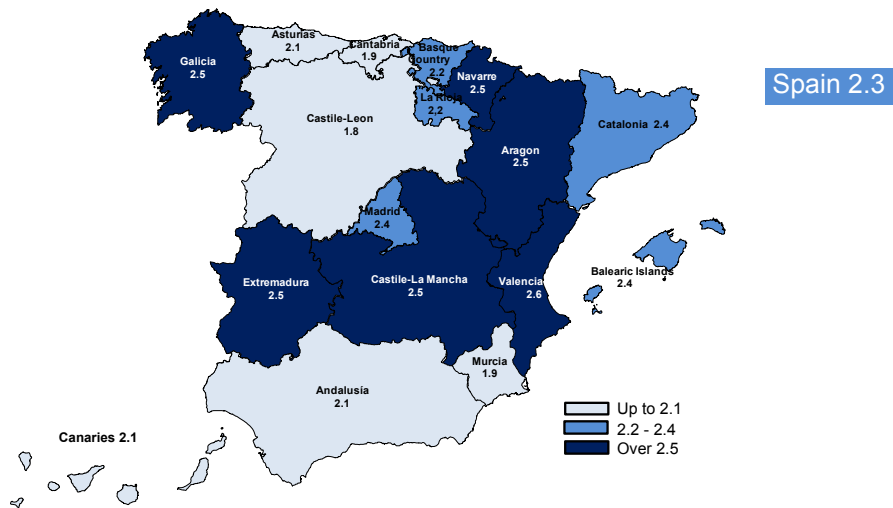 Asturias
2.1
Cantabria
1.9
Basque
Country
2.2
Galicia
2.5
Navarre
2.5
Spain 2.3
La Rioja
2,2
Castile-Leon
1.8
Catalonia 2.4
Aragon
2.5
Madrid
2.4
Balearic Islands
2.4
Extremadura
2.5
Castile-La Mancha
2.5
Valencia
2.6
Murcia
1.9
Andalusía
2.1
Canaries 2.1
Up to 2.1
2.2 - 2.4
Over 2.5